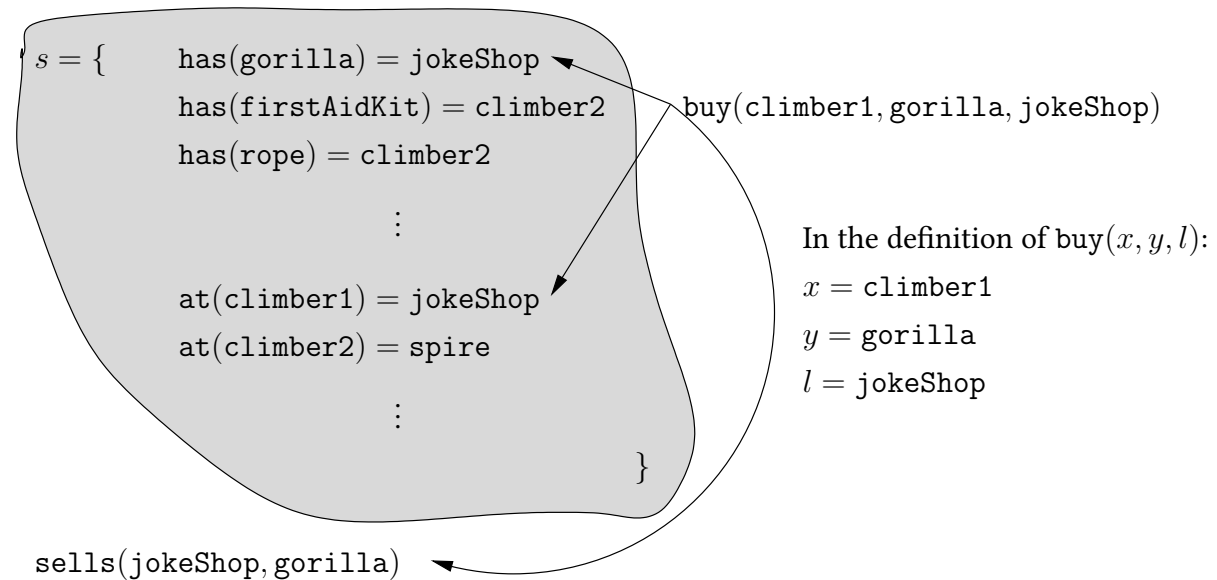 s = { has(gorilla) = jokeShop
has(firstAidKit) = climber2
has(rope) = climber2
⋮
at(climber1) = jokeShop
at(climber2) = spire
⋮
}
buy(climber1, gorilla, jokeShop)
In the definition of buy(x, y, l):
x = climber1
y = gorilla
l = jokeShop
sells(jokeShop, gorilla)